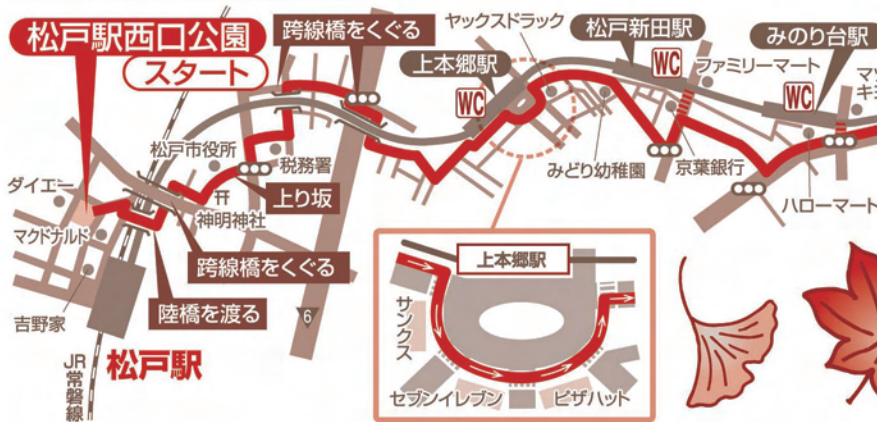 松戸駅西口公園
スタート
跨線橋をくぐる
ヤックスドラック
松戸新田駅
みのり台駅
上本郷駅
WC
WC
ファミリーマート
WC
マッ
キヨ
松戸市役所
税務署
みどり幼稚園
京葉銀行
ダイエー
上り坂
ハローマート
神明神社
マクドナルド
跨線橋をくぐる
上本郷駅
陸橋を渡る
6
サンクス
吉野家
松戸駅
JR常磐線
セブンイレブン
ピザハット